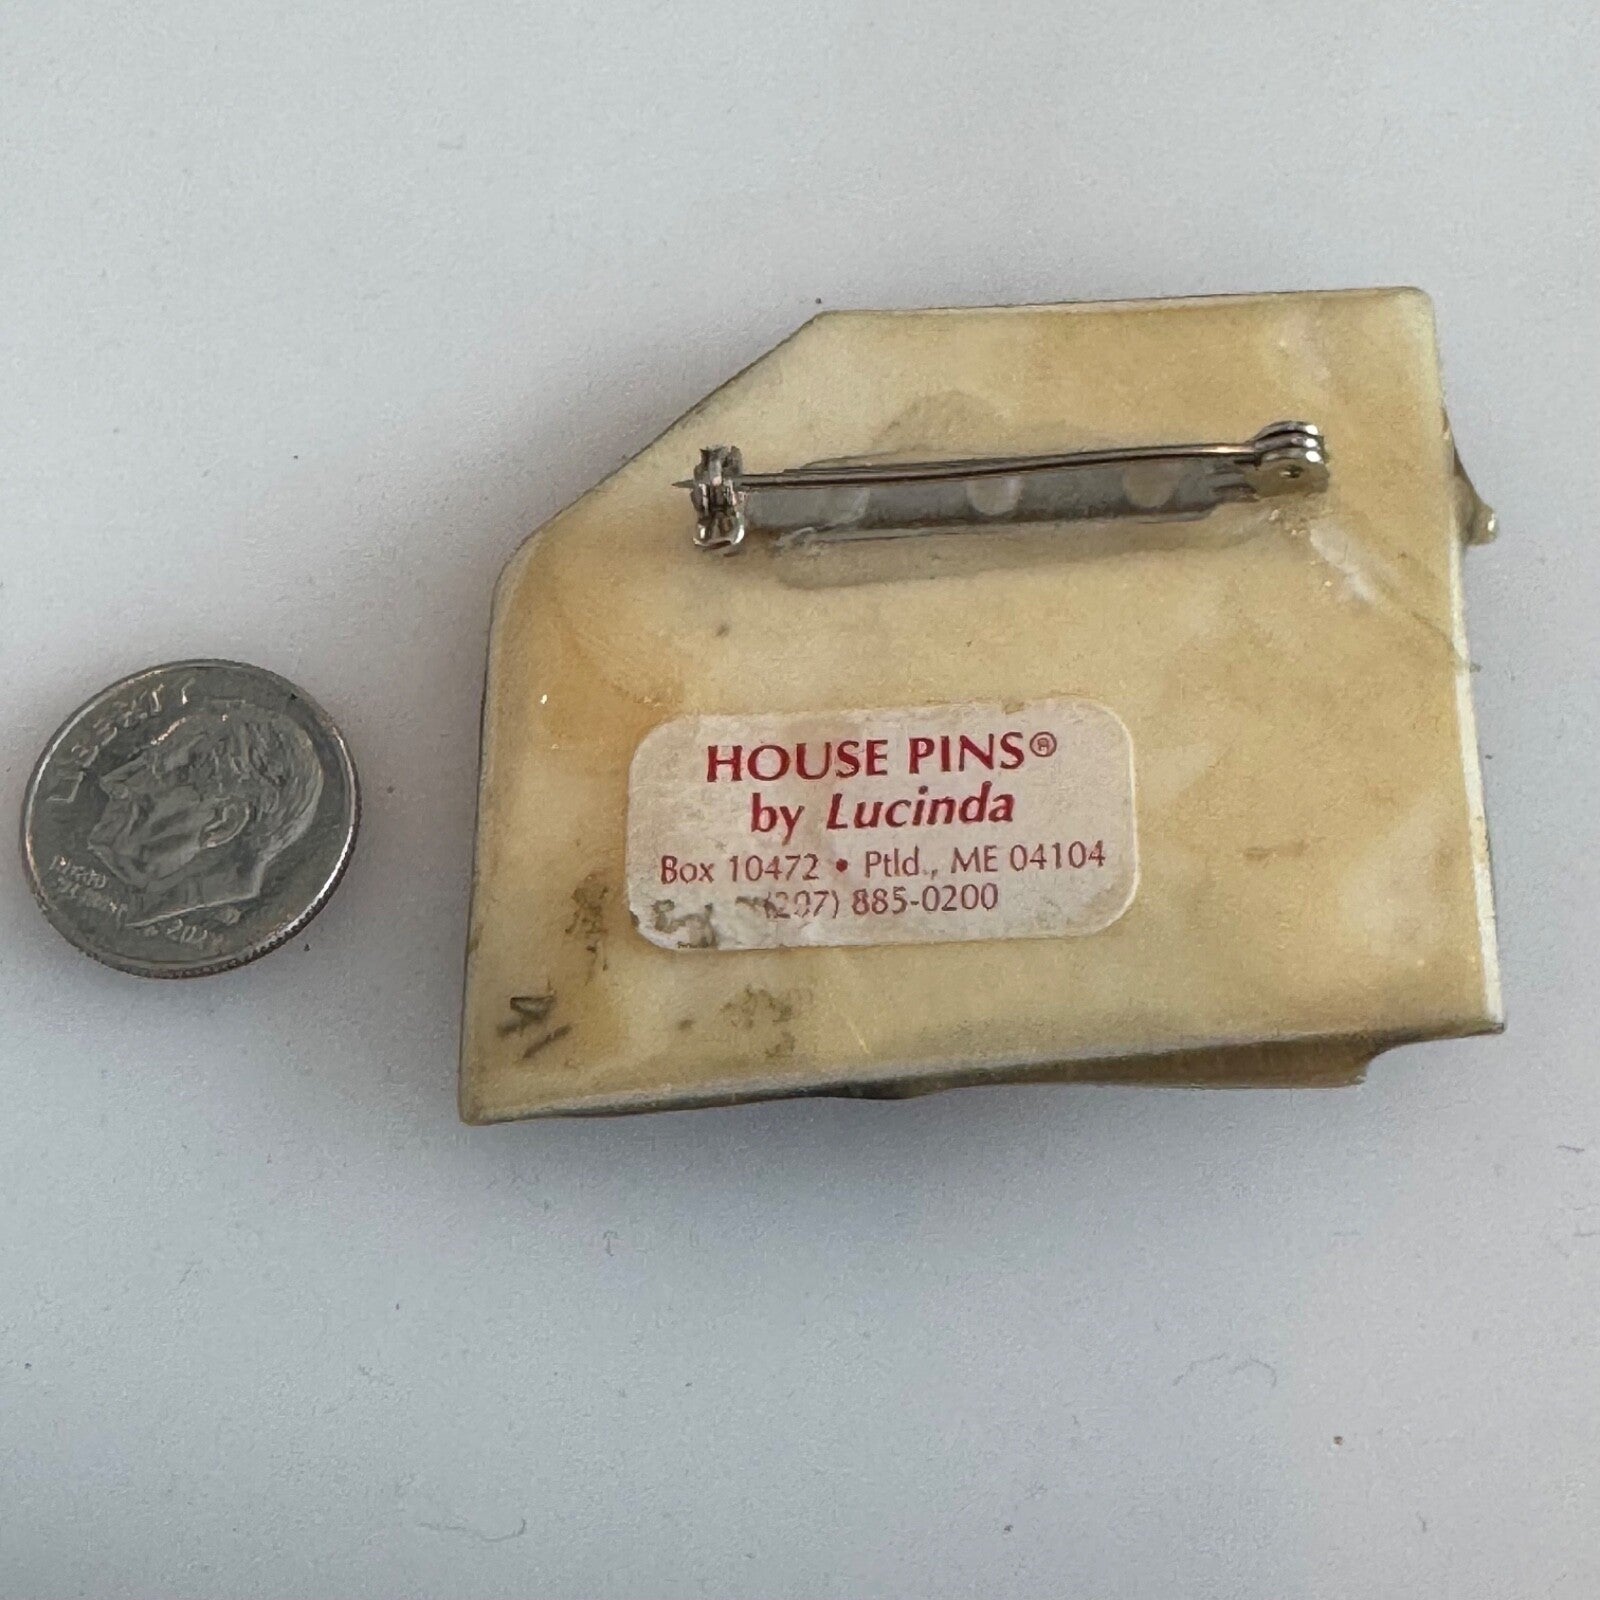 LIBERTY
HOUSE PINS®
by Lucinda
Box 10472 • Ptld., ME 04104
(207) 885-0200